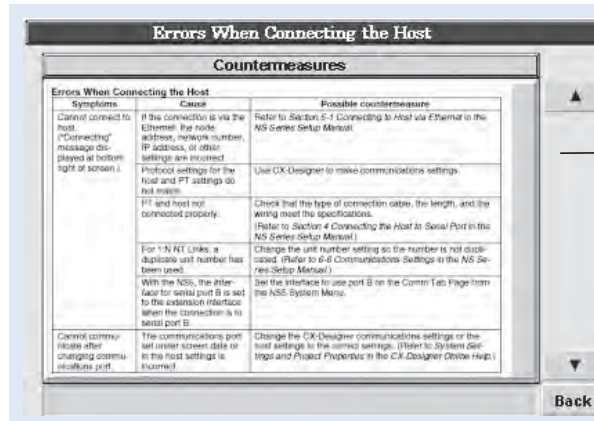 Errors When Connecting the Host
Countermeasures
Errors When Connecting the Host
Symptoms Cause Possible countermeasure
Cannot connect to
host.
("Connecting"
message dis-
played at bottom
right of screen.)
If the connection is via the
Ethernet, the node
address, network number,
IP address, or other
settings are incorrect.
Refer to Section 5-1 Connecting to Host via Ethernet in the
NS Series Setup Manual.
Protocol settings for the
host and PT settings do
not match.
Use CX-Designer to make communications settings.
PT and host not
connected properly.
Check that the type of connection cable, the length, and the
wiring meet the specifications.
(Refer to Section 4 Connecting the Host to Serial Port in the
NS Series Setup Manual.)
For 1:N NT Links, a
duplicate unit number has
been used.
Change the unit number setting so the number is not dupli-
cated. (Refer to 6-6 Communications Settings in the NS Se-
ries Setup Manual.)
With the NS5, the inter-
face for serial port B is set
to the extension interface
when the connection is to
serial port B.
Set the interface to use port B on the Comm Tab Page from
the NS5 System Menu.
Cannot commu-
nicate after
changing commu-
nications port.
The communications port
set under screen data or
in the host settings is
incorrect.
Change the CX-Designer communications settings or the
host settings to the correct settings. (Refer to System Set-
tings and Project Properties in the CX-Designer Online Help.)
Back